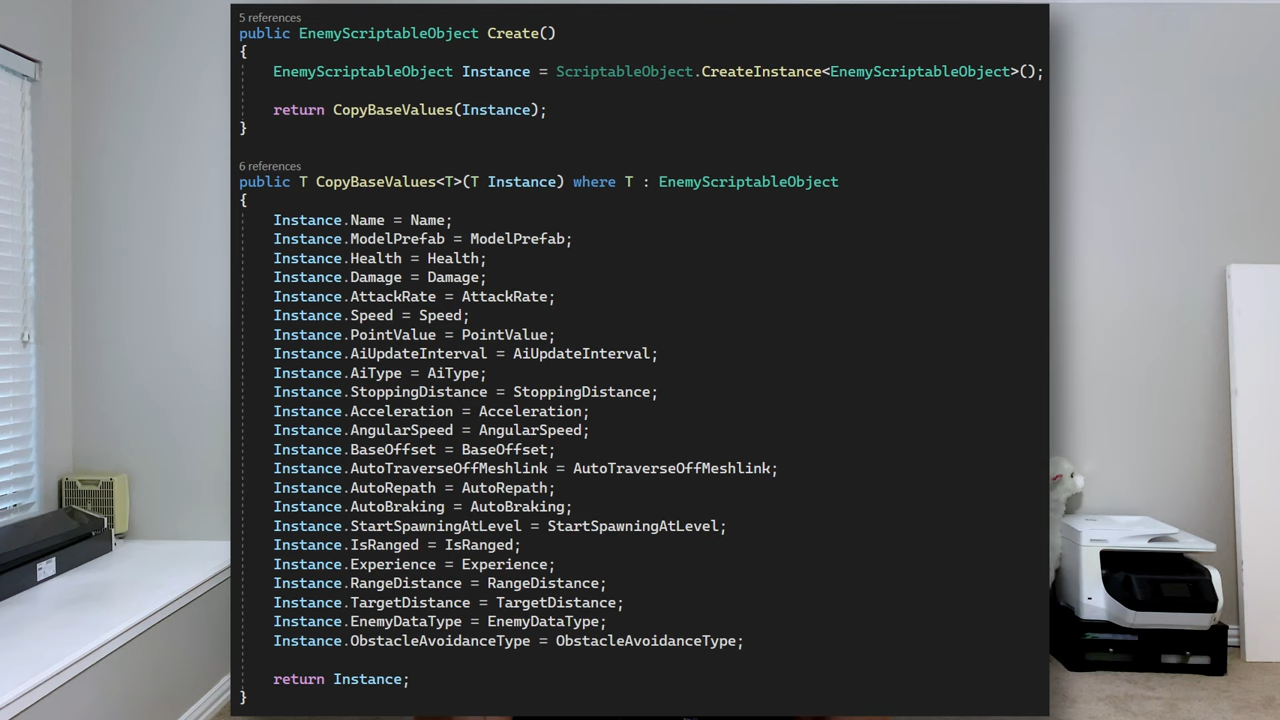 5 references
public EnemyScriptableObject Create()
{
EnemyScriptableObject Instance = ScriptableObject.CreateInstance<EnemyScriptableObject>();
return CopyBaseValues(Instance);
}
6 references
public T CopyBaseValues<T>(T Instance) where T : EnemyScriptableObject
{
Instance.Name = Name;
Instance.ModelPrefab = ModelPrefab;
Instance.Health = Health;
Instance.Damage = Damage;
Instance.AttackRate = AttackRate;
Instance.Speed = Speed;
Instance.PointValue = PointValue;
Instance.AiUpdateInterval = AiUpdateInterval;
Instance.AiType = AiType;
Instance.StoppingDistance = StoppingDistance;
Instance.Acceleration = Acceleration;
Instance.AngularSpeed = AngularSpeed;
Instance.BaseOffset = BaseOffset;
Instance.AutoTraverseOffMeshlink = AutoTraverseOffMeshlink;
Instance.AutoRepath = AutoRepath;
Instance.AutoBraking = AutoBraking;
Instance.StartSpawningAtLevel = StartSpawningAtLevel;
Instance.IsRanged = IsRanged;
Instance.Experience = Experience;
Instance.RangeDistance = RangeDistance;
Instance.TargetDistance = TargetDistance;
Instance.EnemyDataType = EnemyDataType;
Instance.ObstacleAvoidanceType = ObstacleAvoidanceType;
return Instance;
}